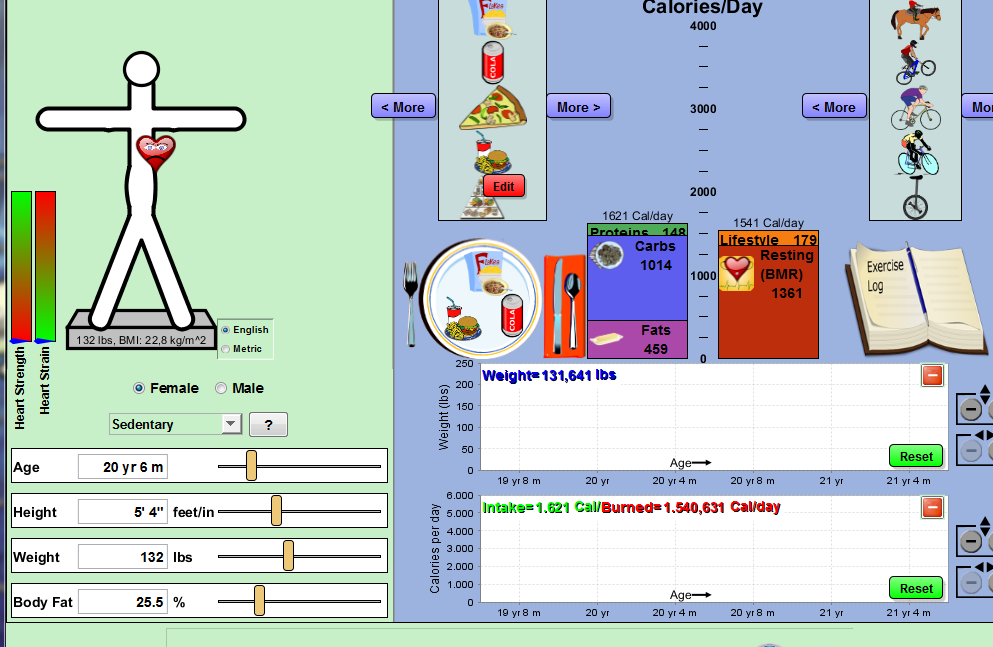 Calories/Day
4000
3000
2000
1000
0
Flakes
COLA
< More
More >
Edit
< More
Mor
1621 Cal/day
Proteins 148
Carbs
1014
Fats
459
1541 Cal/day
Lifestyle 179
Resting
(BMR)
1361
Flakes
COLA
Exercise
Log
132 lbs, BMI: 22,8 kg/m^2
English
Metric
Heart Strength
Heart Strain
Female
Male
Sedentary
?
Age 20 yr 6 m
Height 5' 4" feet/in
Weight 132 lbs
Body Fat 25.5 %
Weight (lbs)
250
200
150
100
50
0
Weight=131,641 lbs
Age
Reset
19 yr 8 m 20 yr 20 yr 4 m 20 yr 8 m 21 yr 21 yr 4 m
Calories per day
6.000
5.000
4.000
3.000
2.000
1.000
0
Intake=1.621 Cal/Burned=1.540,631 Cal/day
Age
Reset
19 yr 8 m 20 yr 20 yr 4 m 20 yr 8 m 21 yr 21 yr 4 m